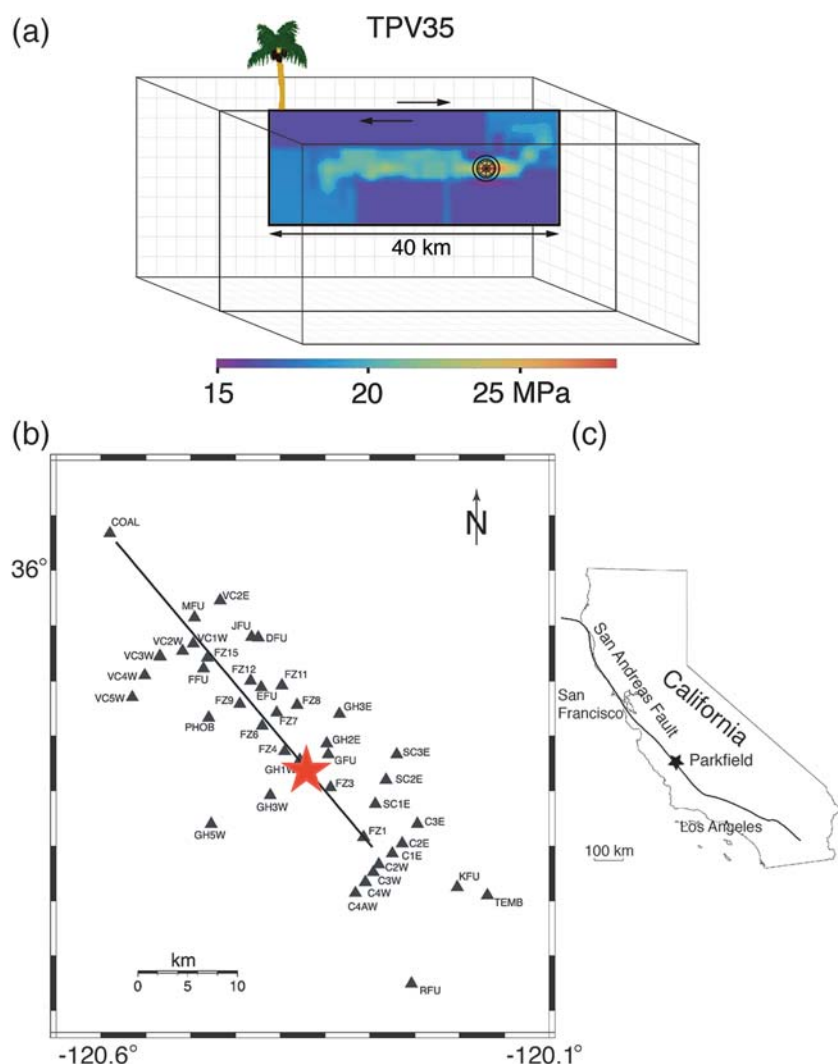 (a)
TPV35
40 km
15 20 25 MPa
(b)
(c)
COAL
N
36°
VC2E
MFU
JFU
DFU
VC2W
VC1W
VC3W
FZ15
VC4W
FFU
FZ12
FZ11
VC5W
FZ9
EFU
FZ8
GH3E
PHOB
FZ7
FZ6
GH2E
FZ4
GFU
SC3E
GH1W
SC2E
FZ3
GH3W
SC1E
GH5W
C3E
FZ1
C2E
C1E
C2W
C3W
KFU
C4W
TEMB
C4AW
RFU
km
0 5 10
-120.6°
-120.1°
San Andreas Fault
California
San
Francisco
Parkfield
Los Angeles
100 km